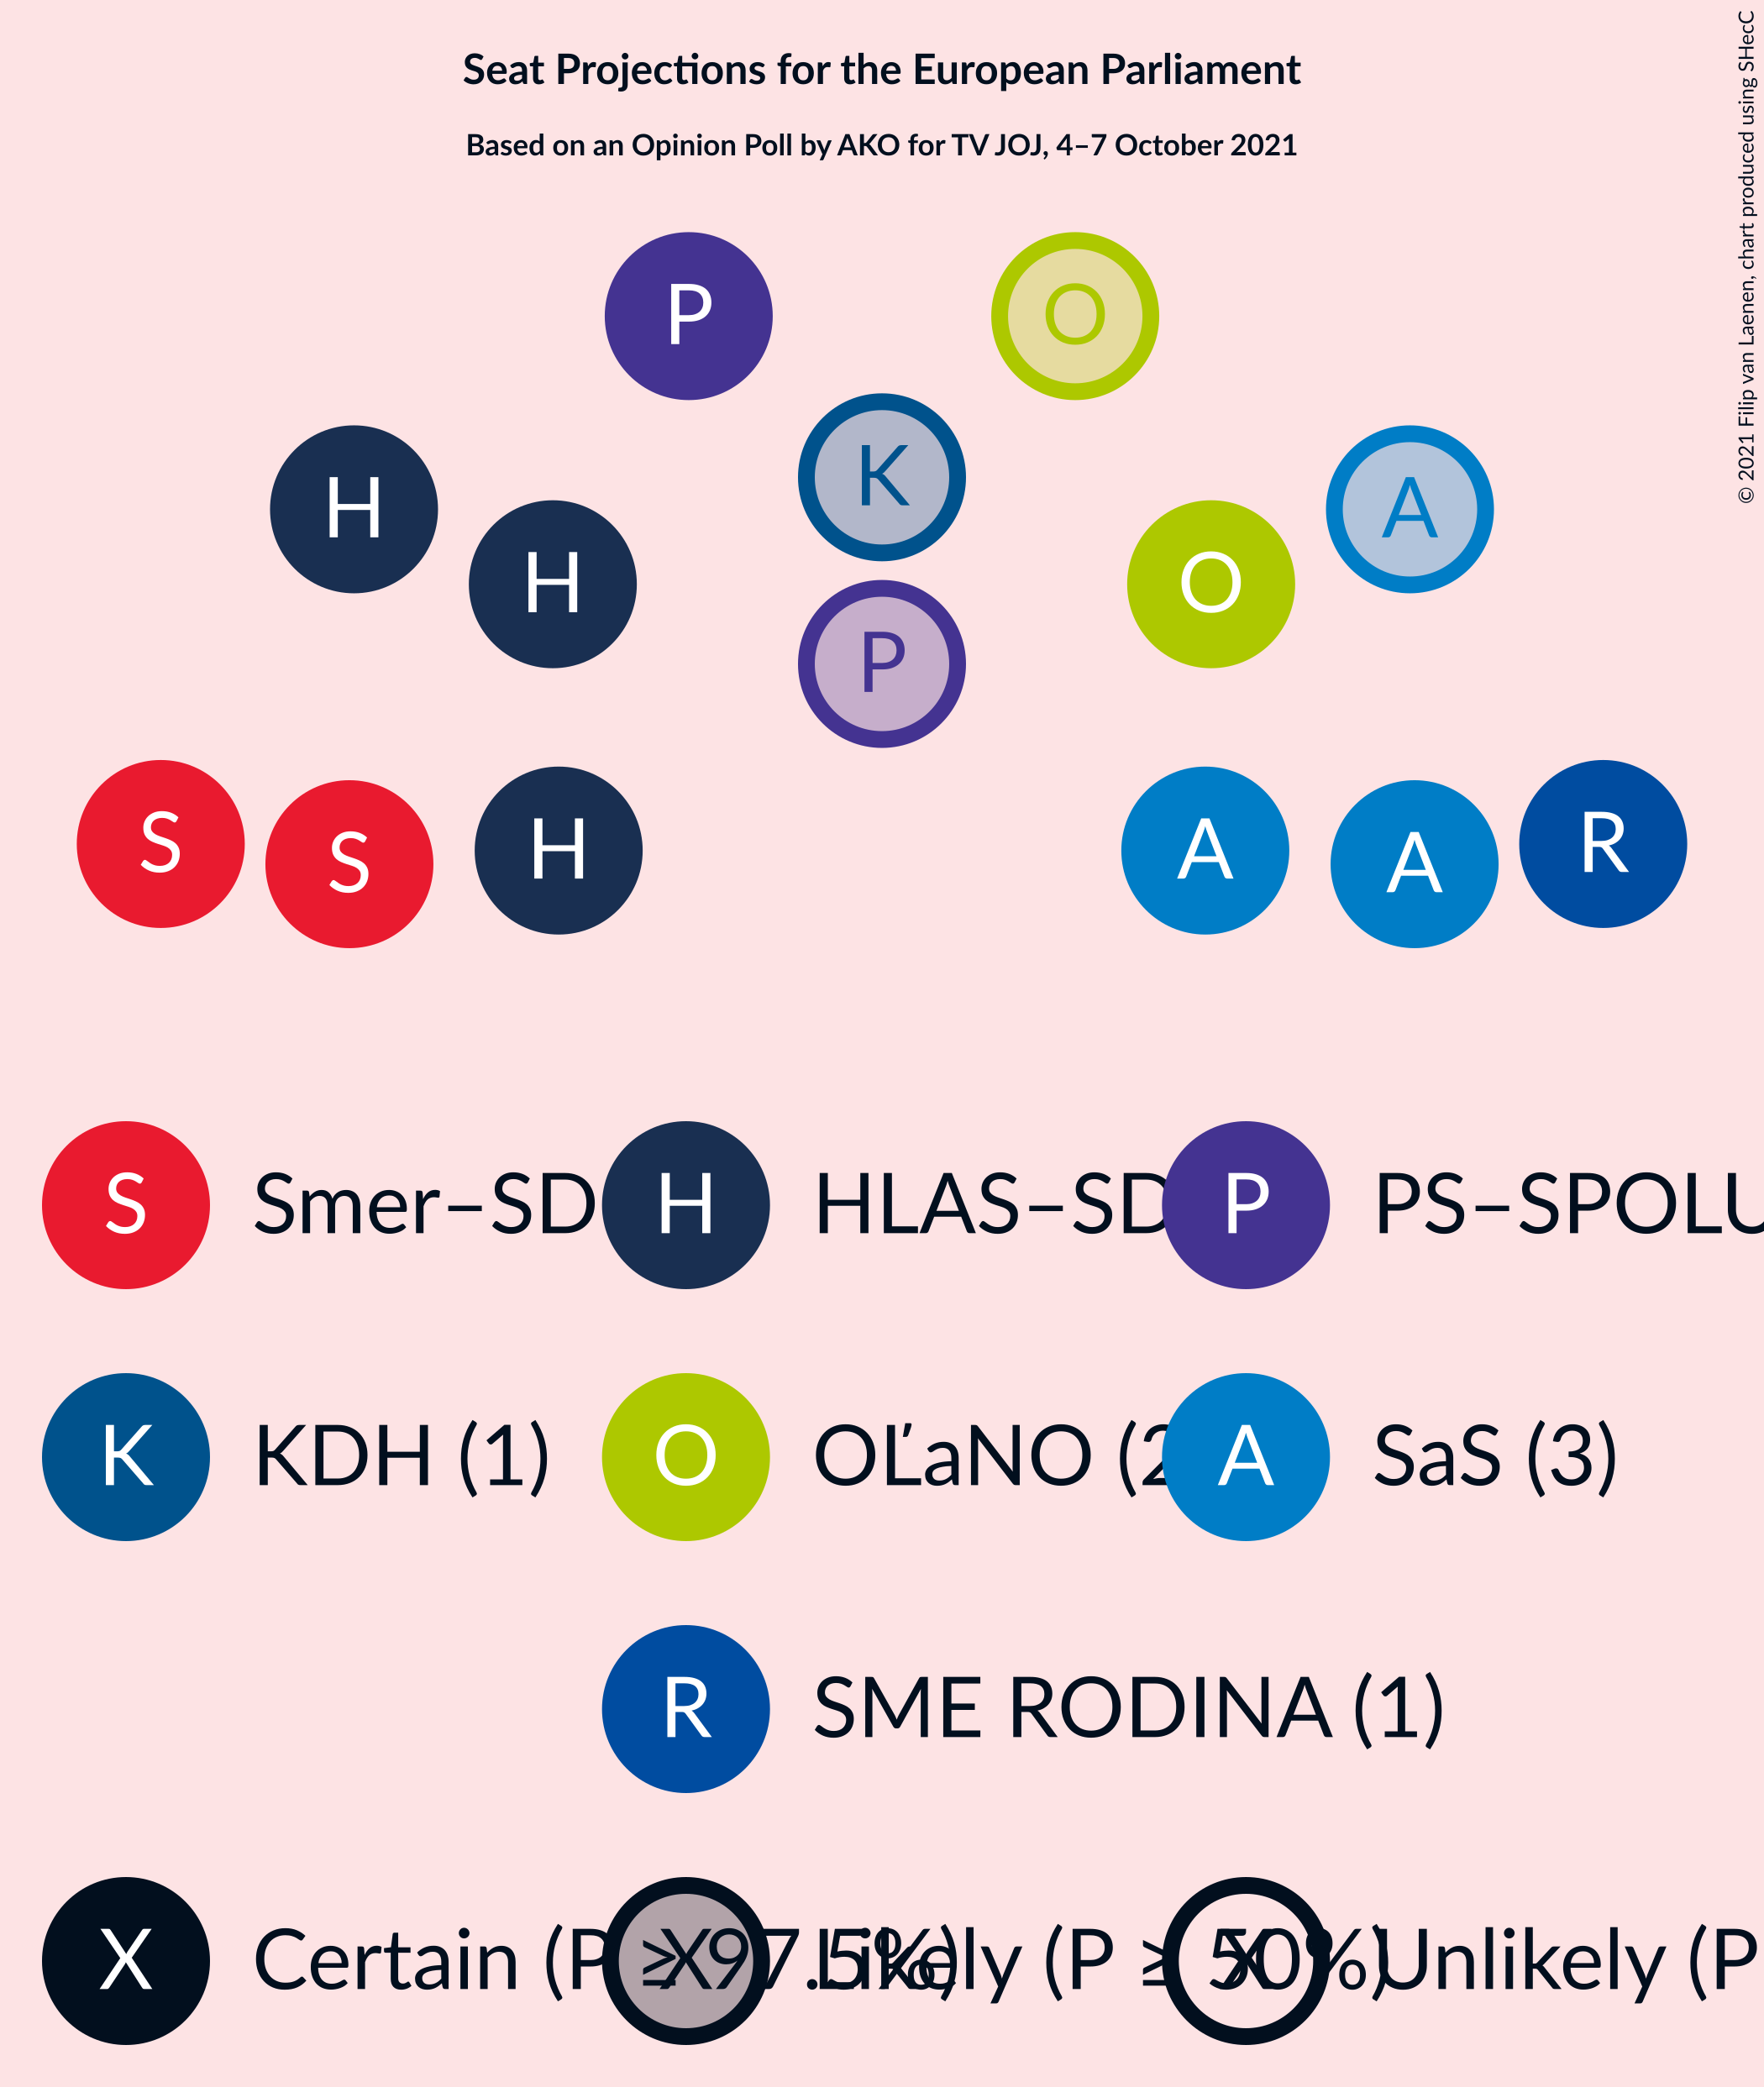 Seat Projections for the European Parliament
Based on an Opinion Poll by AKO for TV JOJ, 4–7 October 2021
© 2021 Filip van Laenen, chart produced using SHecC
P O
K
H A
H O
P
S R
H A
S A
S Smer–SD H HLAS–SD P PS–SPOLU
K KDH (1) O OĽaNO (2 A SaS (3)
R SME RODINA (1)
X Certain (P ≥ 97.5%) X Likely (P ≥ 50%) X Unlikely (P